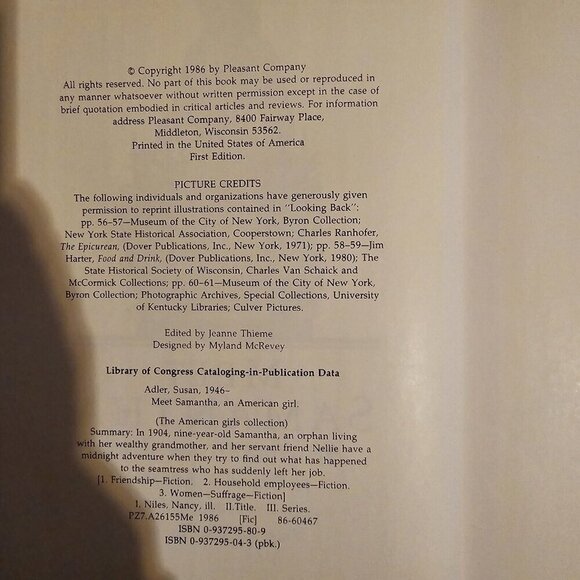 © Copyright 1986 by Pleasant Company
All rights reserved. No part of this book may be used or reproduced in
any manner whatsoever without written permission except in the case of
brief quotation embodied in critical articles and reviews. For information
address Pleasant Company, 8400 Fairway Place,
Middleton, Wisconsin 53562.
Printed in the United States of America
First Edition.
PICTURE CREDITS
The following individuals and organizations have generously given
permission to reprint illustrations contained in "Looking Back":
pp. 56–57—Museum of the City of New York, Byron Collection;
New York State Historical Association, Cooperstown; Charles Ranhofer,
The Epicurean, (Dover Publications, Inc., New York, 1971); pp. 58–59—Jim
Harter, Food and Drink, (Dover Publications, Inc., New York, 1980); The
State Historical Society of Wisconsin, Charles Van Schaick and
McCormick Collections; pp. 60–61—Museum of the City of New York,
Byron Collection; Photographic Archives, Special Collections, University
of Kentucky Libraries; Culver Pictures.
Edited by Jeanne Thieme
Designed by Myland McRevey
Library of Congress Cataloging-in-Publication Data
Adler, Susan, 1946–
Meet Samantha, an American girl.
(The American girls collection)
Summary: In 1904, nine-year-old Samantha, an orphan living
with her wealthy grandmother, and her servant friend Nellie have a
midnight adventure when they try to find out what has happened
to the seamtress who has suddenly left her job.
[1. Friendship—Fiction. 2. Household employees—Fiction.
3. Women—Suffrage—Fiction]
I. Niles, Nancy, ill. II.Title. III. Series.
PZ7.A26155Me 1986 [Fic] 86-60467
ISBN 0-937295-80-9
ISBN 0-937295-04-3 (pbk.)